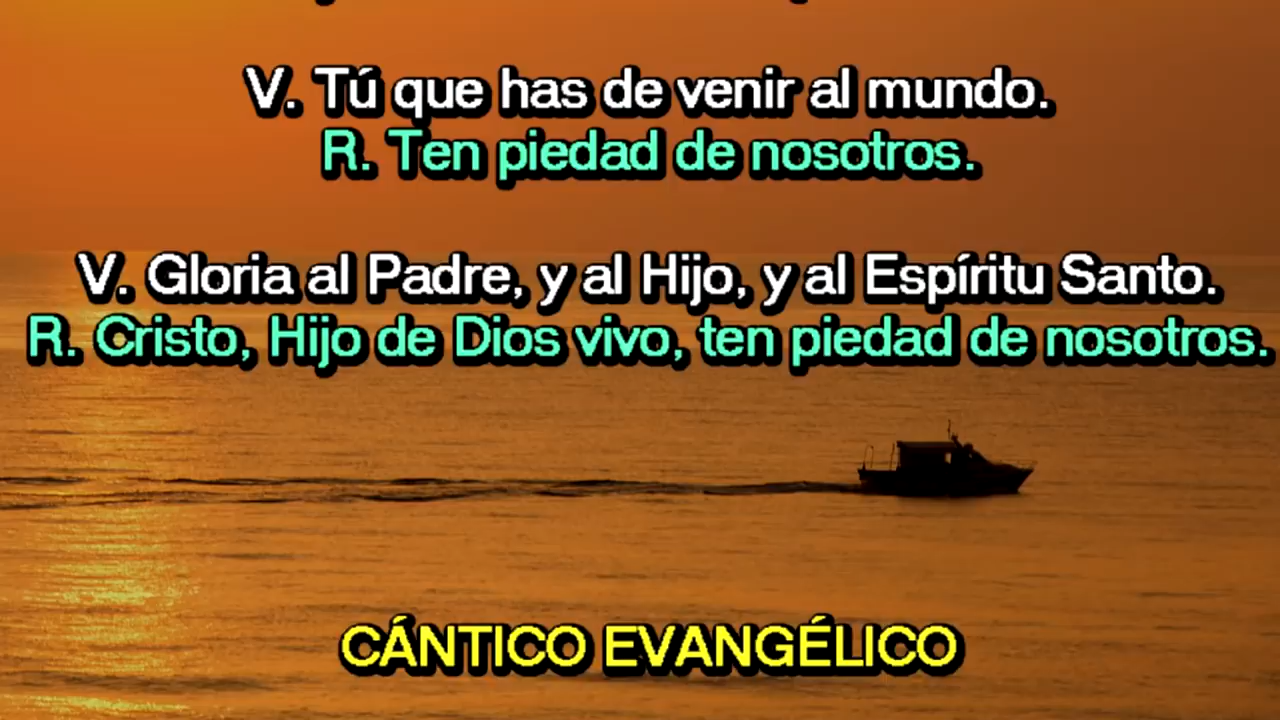 V. Tú que has de venir al mundo.
R. Ten piedad de nosotros.
V. Gloria al Padre, y al Hijo, y al Espíritu Santo.
R. Cristo, Hijo de Dios vivo, ten piedad de nosotros.
CÁNTICO EVANGÉLICO